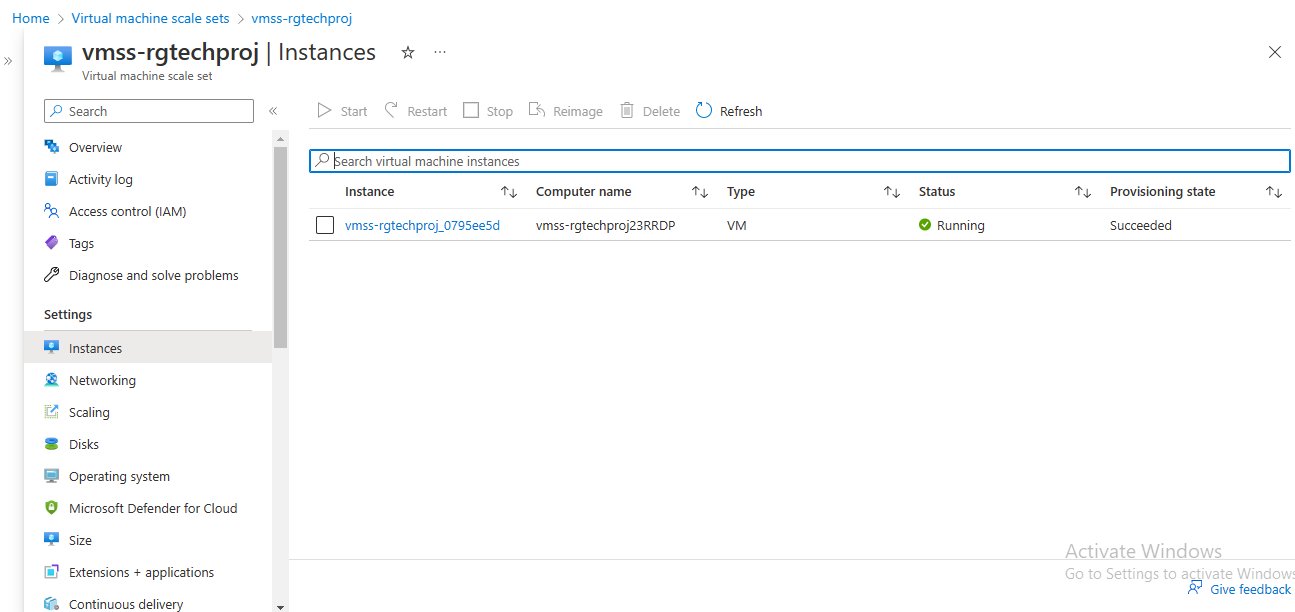 Home > Virtual machine scale sets > vmss-rgtechproj
vmss-rgtechproj | Instances
Virtual machine scale set
Search
Overview
Activity log
Access control (IAM)
Tags
Diagnose and solve problems
Settings
Instances
Networking
Scaling
Disks
Operating system
Microsoft Defender for Cloud
Size
Extensions + applications
Continuous delivery
Start Restart Stop Reimage Delete Refresh
Search virtual machine instances
Instance Computer name Type Status Provisioning state
vmss-rgtechproj_0795ee5d vmss-rgtechproj23RRDP VM Running Succeeded
Activate Windows
Go to Settings to activate Windows
Give feedback